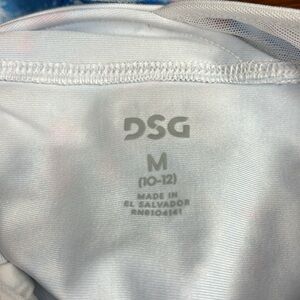 DSG
M
(10-12)
MADE IN
EL SALVADOR